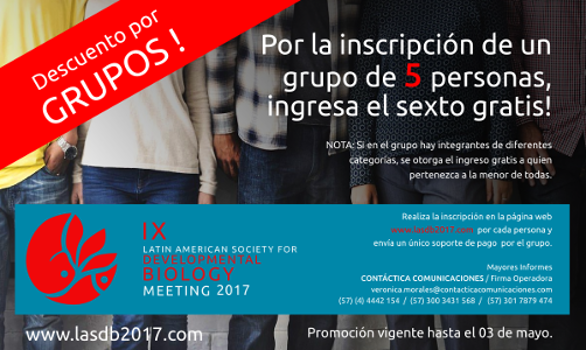 Descuento por
GRUPOS !
Por la inscripción de un
grupo de 5 personas,
ingresa el sexto gratis!
NOTA: Si en el grupo hay integrantes de diferentes
categorías, se otorga el ingreso gratis a quien
pertenezca a la menor de todas.
IX
LATIN AMERICAN SOCIETY FOR
DEVELOPMENTAL
BIOLOGY
MEETING 2017
Realiza la inscripción en la página web
www.lasdb2017.com por cada persona y
envía un único soporte de pago por el grupo.
Mayores Informes
CONTÁCTICA COMUNICACIONES / Firma Operadora
veronica.morales@contacticacomunicaciones.com
(57) (4) 4442 154 / (57) 300 3431 568 / (57) 301 7879 474
www.lasdb2017.com
Promoción vigente hasta el 03 de mayo.